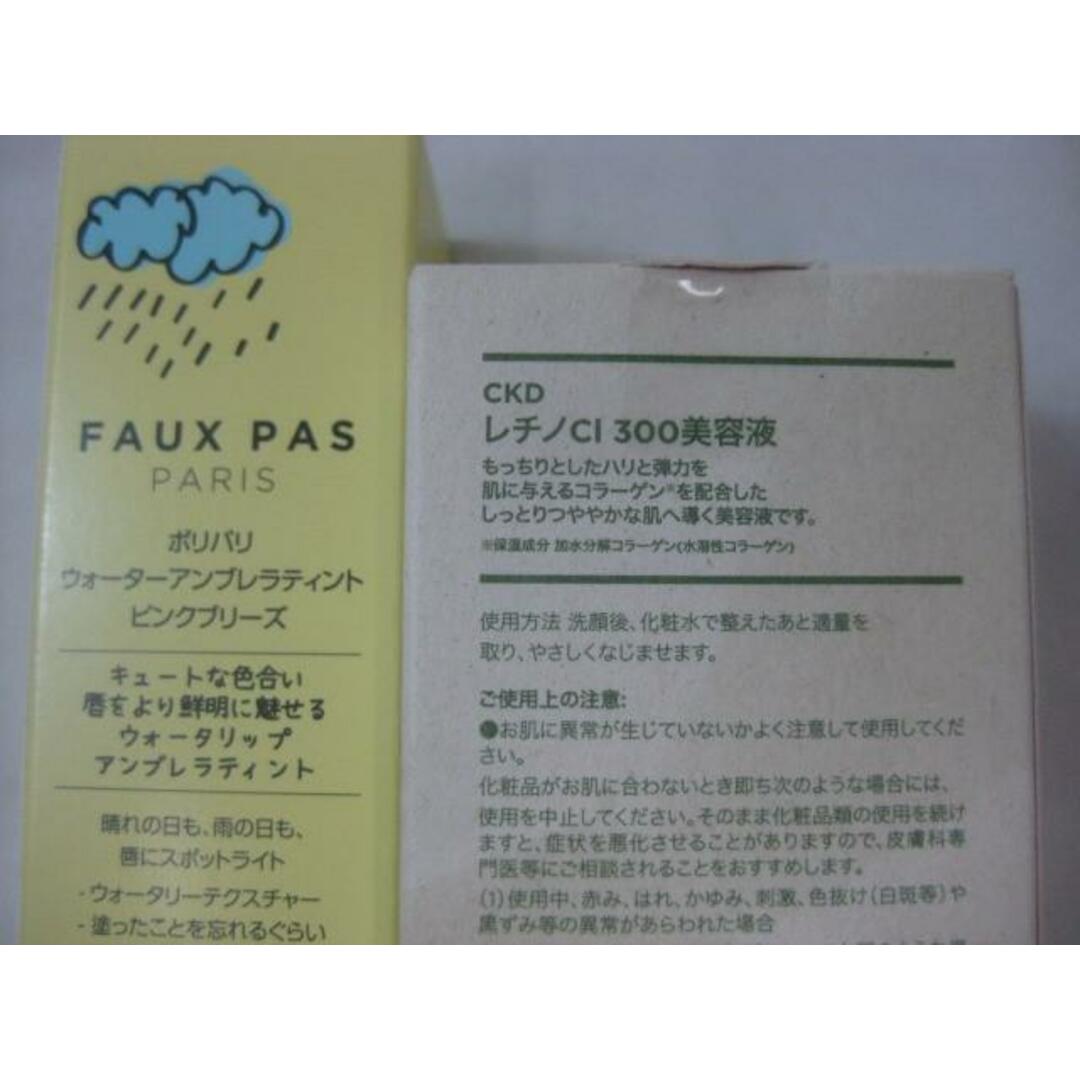 FAUX PAS
PARIS
ポリパリ
ウォーターアンブレラティント
ピンクブリーズ
キュートな色合い
唇をより鮮明に魅せる
ウォータリップ
アンブレラティント
晴れの日も、雨の日も、
唇にスポットライト
- ウォータリーテクスチャー
- 塗ったことを忘れるぐらい
CKD
レチノCI 300美容液
もっちりとしたハリと弾力を
肌に与えるコラーゲン※を配合した
しっとりつややかな肌へ導く美容液です。
※保湿成分 加水分解コラーゲン(水溶性コラーゲン)
使用方法 洗顔後、化粧水で整えたあと適量を
取り、やさしくなじませます。
ご使用上の注意:
●お肌に異常が生じていないかよく注意して使用してくだ
さい。
化粧品がお肌に合わないとき即ち次のような場合には、
使用を中止してください。そのまま化粧品類の使用を続け
ますと、症状を悪化させることがありますので、皮膚科専
門医等にご相談されることをおすすめします。
(1)使用中、赤み、はれ、かゆみ、刺激、色抜け(白斑等)や
黒ずみ等の異常があらわれた場合